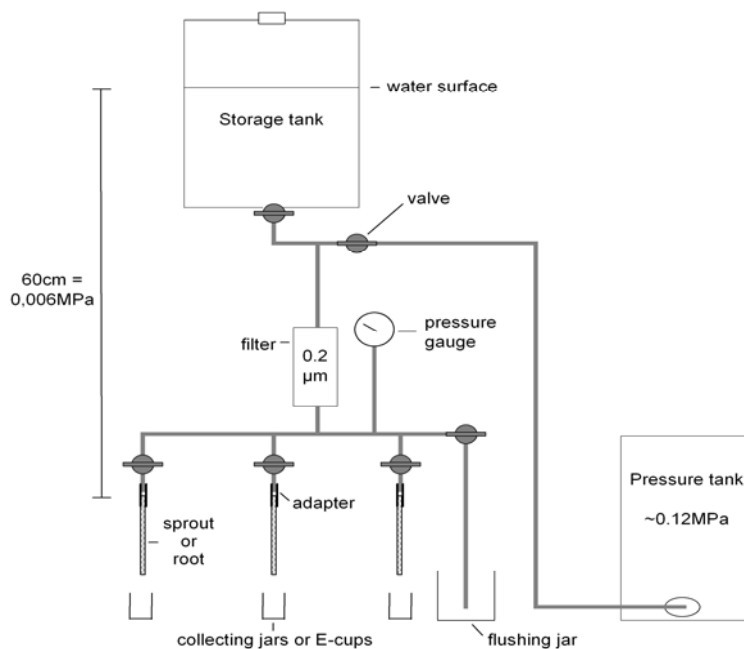 water surface
Storage tank
valve
60cm =
0,006MPa
pressure
gauge
filter
0.2
µm
Pressure tank
~0.12MPa
adapter
sprout
or
root
collecting jars or E-cups
flushing jar